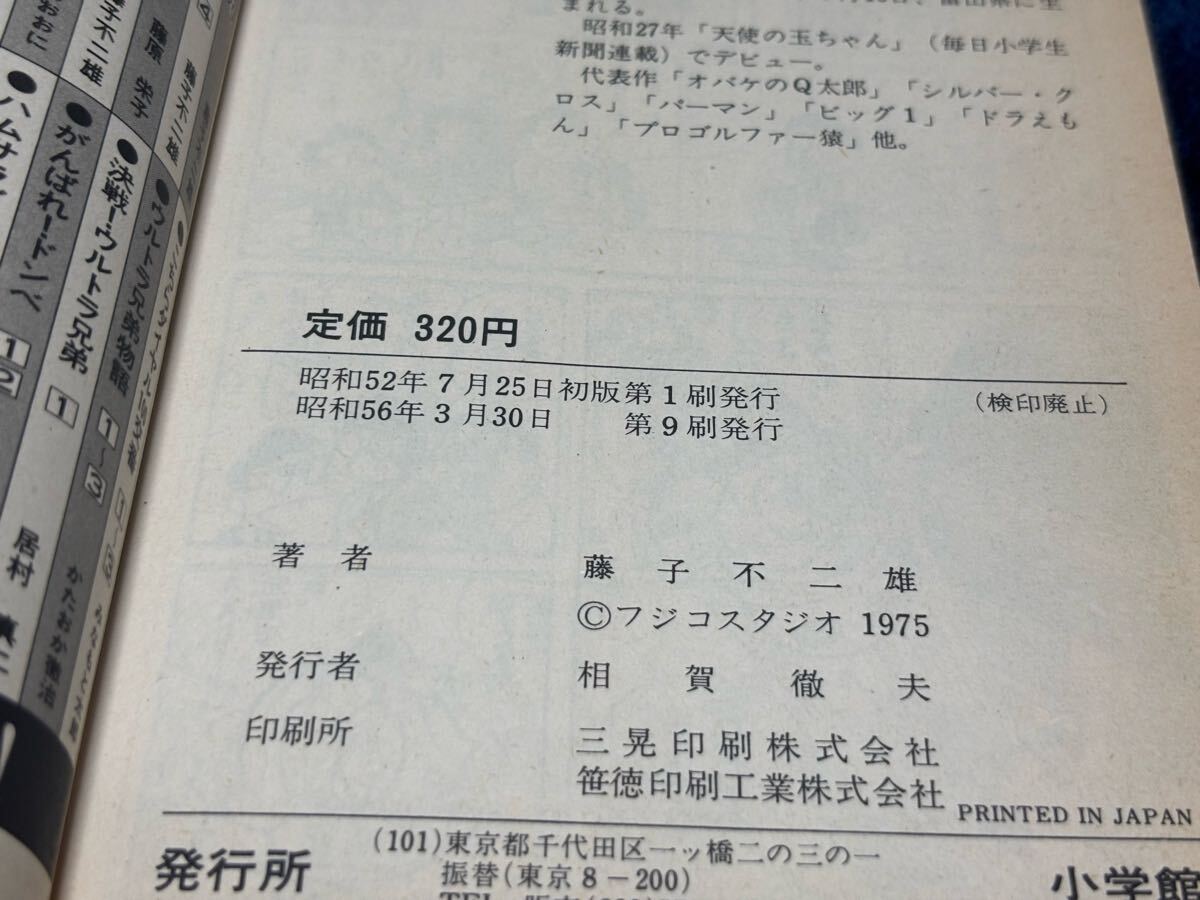 まれる。
昭和27年「天使の玉ちゃん」（毎日小学生
新聞連載）でデビュー。
代表作「オバケのQ太郎」「シルバー・ク
ロス」「パーマン」「ビッグ1」「ドラえも
ん」「プロゴルファー猿」他。
定価 320円
昭和52年7月25日初版第1刷発行
（検印廃止）
昭和56年3月30日 第9刷発行
著者 藤子不二雄
©フジコスタジオ 1975
発行者 相賀徹夫
印刷所 三晃印刷株式会社
笹徳印刷工業株式会社
PRINTED IN JAPAN
発行所 (101)東京都千代田区一ッ橋二の三の一
振替(東京8-200)
小学館
藤子不二雄
●ウルトラ兄弟物語 1～3 かたおか徹治
藤原 栄子
●決戦!ウルトラ兄弟 1 居村
藤子不二雄
●がんばれ!ドンベ 1 2